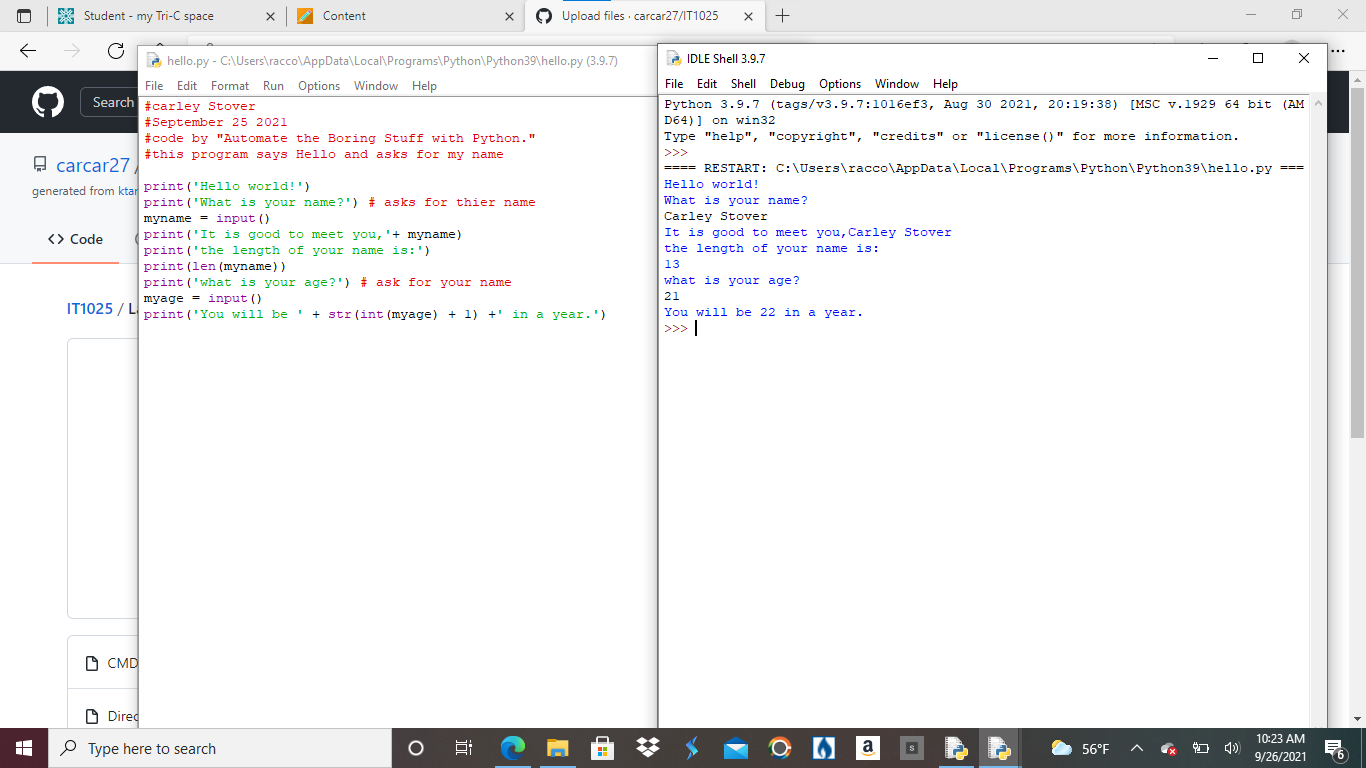 Student - my Tri-C space
Content
Upload files · carcar27/IT1025
Search
carcar27 /
generated from ktar
Code
IT1025 / L
CMD
Direc
hello.py - C:\Users\racco\AppData\Local\Programs\Python\Python39\hello.py (3.9.7)
File Edit Format Run Options Window Help
#carley Stover
#September 25 2021
#code by "Automate the Boring Stuff with Python."
#this program says Hello and asks for my name
print('Hello world!')
print('What is your name?') # asks for thier name
myname = input()
print('It is good to meet you,'+ myname)
print('the length of your name is:')
print(len(myname))
print('what is your age?') # ask for your name
myage = input()
print('You will be ' + str(int(myage) + 1) +' in a year.')
IDLE Shell 3.9.7
File Edit Shell Debug Options Window Help
Python 3.9.7 (tags/v3.9.7:1016ef3, Aug 30 2021, 20:19:38) [MSC v.1929 64 bit (AM
D64)] on win32
Type "help", "copyright", "credits" or "license()" for more information.
>>>
==== RESTART: C:\Users\racco\AppData\Local\Programs\Python\Python39\hello.py ===
Hello world!
What is your name?
Carley Stover
It is good to meet you,Carley Stover
the length of your name is:
13
what is your age?
21
You will be 22 in a year.
>>>
Type here to search
a
s
56°F
10:23 AM
9/26/2021
6